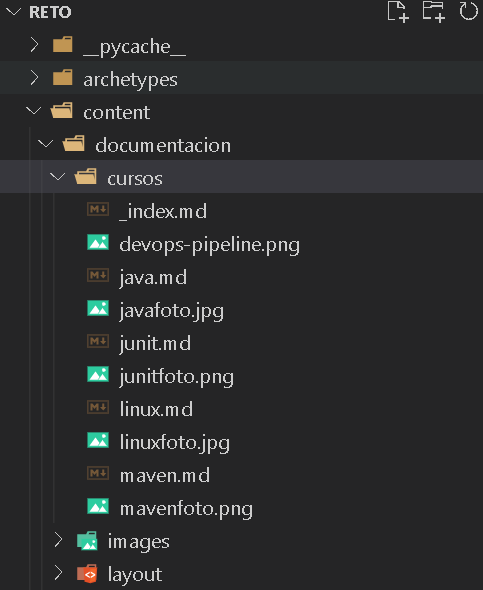 RETO
__pycache__
archetypes
content
documentacion
cursos
_index.md
devops-pipeline.png
java.md
javafoto.jpg
junit.md
junitfoto.png
linux.md
linuxfoto.jpg
maven.md
mavenfoto.png
images
layout